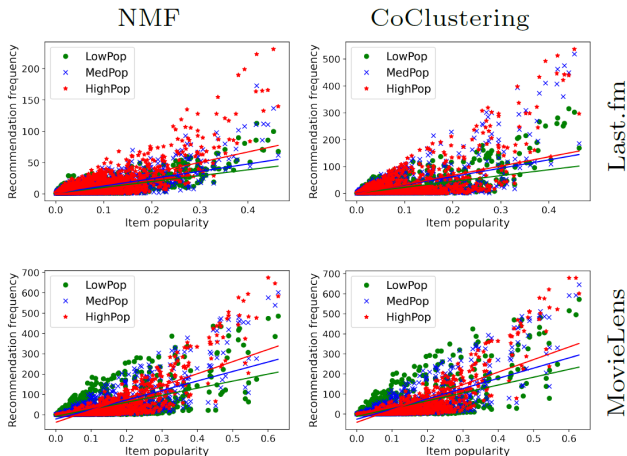 NMF
CoClustering
LowPop
MedPop
HighPop
Recommendation frequency
200
150
100
50
0
0.0 0.1 0.2 0.3 0.4
Item popularity
LowPop
MedPop
HighPop
Recommendation frequency
500
400
300
200
100
0
0.0 0.1 0.2 0.3 0.4
Item popularity
Last.fm
LowPop
MedPop
HighPop
Recommendation frequency
700
600
500
400
300
200
100
0
0.0 0.1 0.2 0.3 0.4 0.5 0.6
Item popularity
LowPop
MedPop
HighPop
Recommendation frequency
700
600
500
400
300
200
100
0
0.0 0.1 0.2 0.3 0.4 0.5 0.6
Item popularity
MovieLens